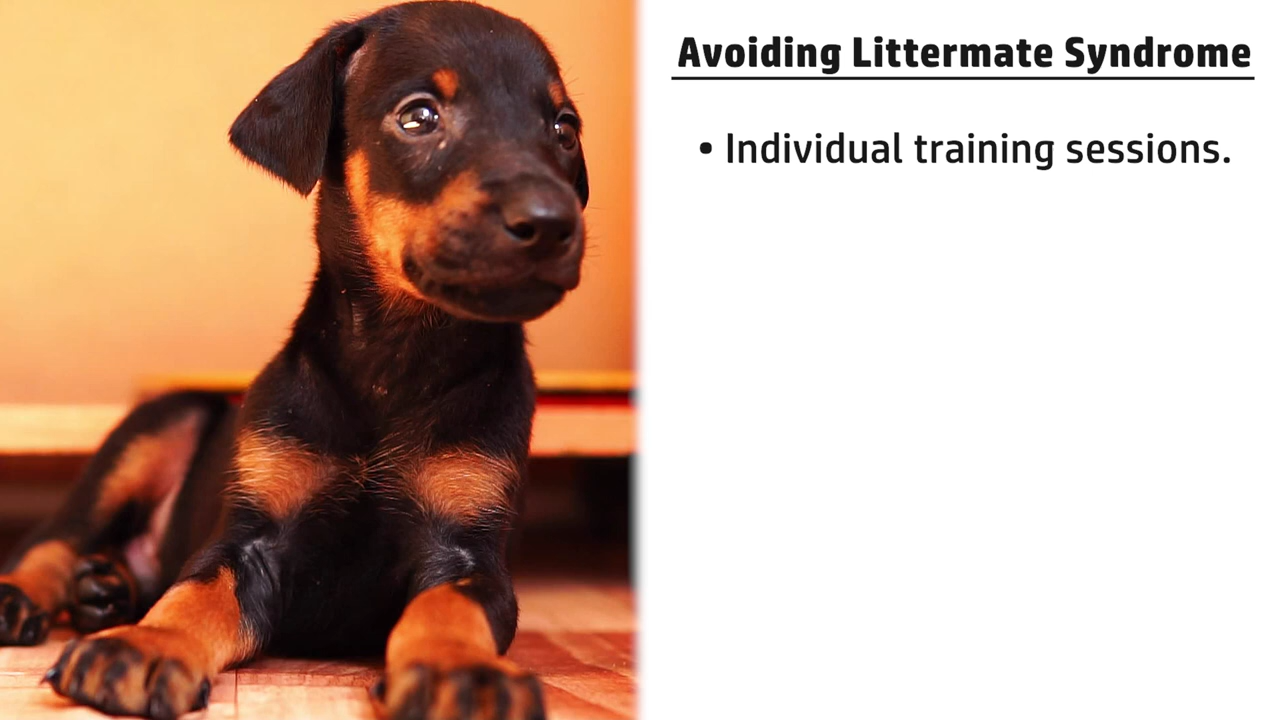 Avoiding Littermate Syndrome
• Individual training sessions.